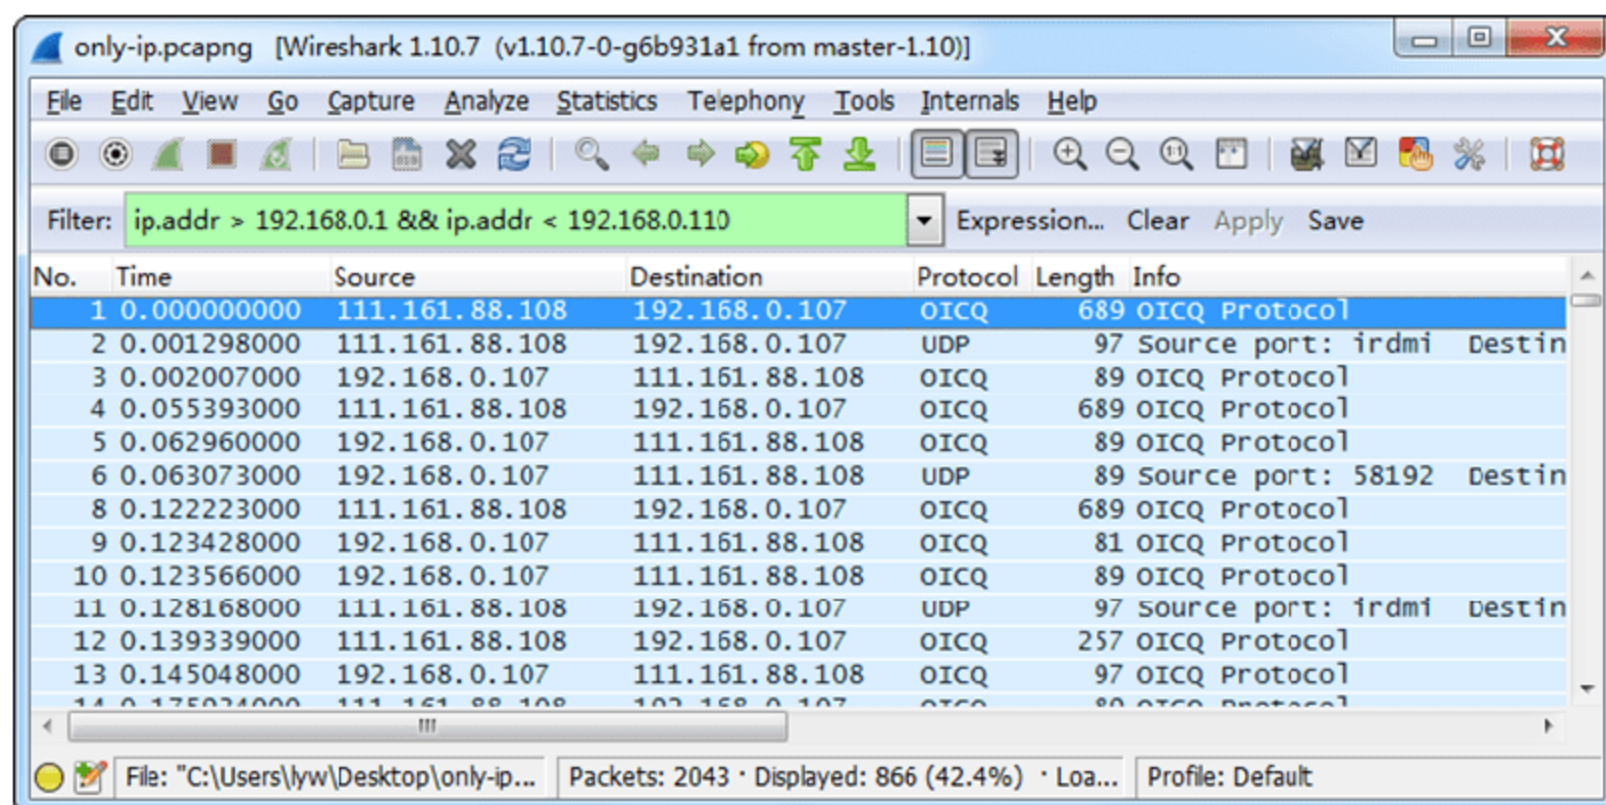 only-ip.pcapng [Wireshark 1.10.7 (v1.10.7-0-g6b931a1 from master-1.10)]
File Edit View Go Capture Analyze Statistics Telephony Tools Internals Help
Filter: ip.addr > 192.168.0.1 && ip.addr < 192.168.0.110 Expression... Clear Apply Save
No. Time Source Destination Protocol Length Info
1 0.000000000 111.161.88.108 192.168.0.107 OICQ 689 OICQ Protocol
2 0.001298000 111.161.88.108 192.168.0.107 UDP 97 Source port: irdmi Destin
3 0.002007000 192.168.0.107 111.161.88.108 OICQ 89 OICQ Protocol
4 0.055393000 111.161.88.108 192.168.0.107 OICQ 689 OICQ Protocol
5 0.062960000 192.168.0.107 111.161.88.108 OICQ 89 OICQ Protocol
6 0.063073000 192.168.0.107 111.161.88.108 UDP 89 Source port: 58192 Destin
8 0.122223000 111.161.88.108 192.168.0.107 OICQ 689 OICQ Protocol
9 0.123428000 192.168.0.107 111.161.88.108 OICQ 81 OICQ Protocol
10 0.123566000 192.168.0.107 111.161.88.108 OICQ 89 OICQ Protocol
11 0.128168000 111.161.88.108 192.168.0.107 UDP 97 Source port: irdmi Destin
12 0.139339000 111.161.88.108 192.168.0.107 OICQ 257 OICQ Protocol
13 0.145048000 192.168.0.107 111.161.88.108 OICQ 97 OICQ Protocol
File: "C:\Users\lyw\Desktop\only-ip... Packets: 2043 · Displayed: 866 (42.4%) · Loa... Profile: Default